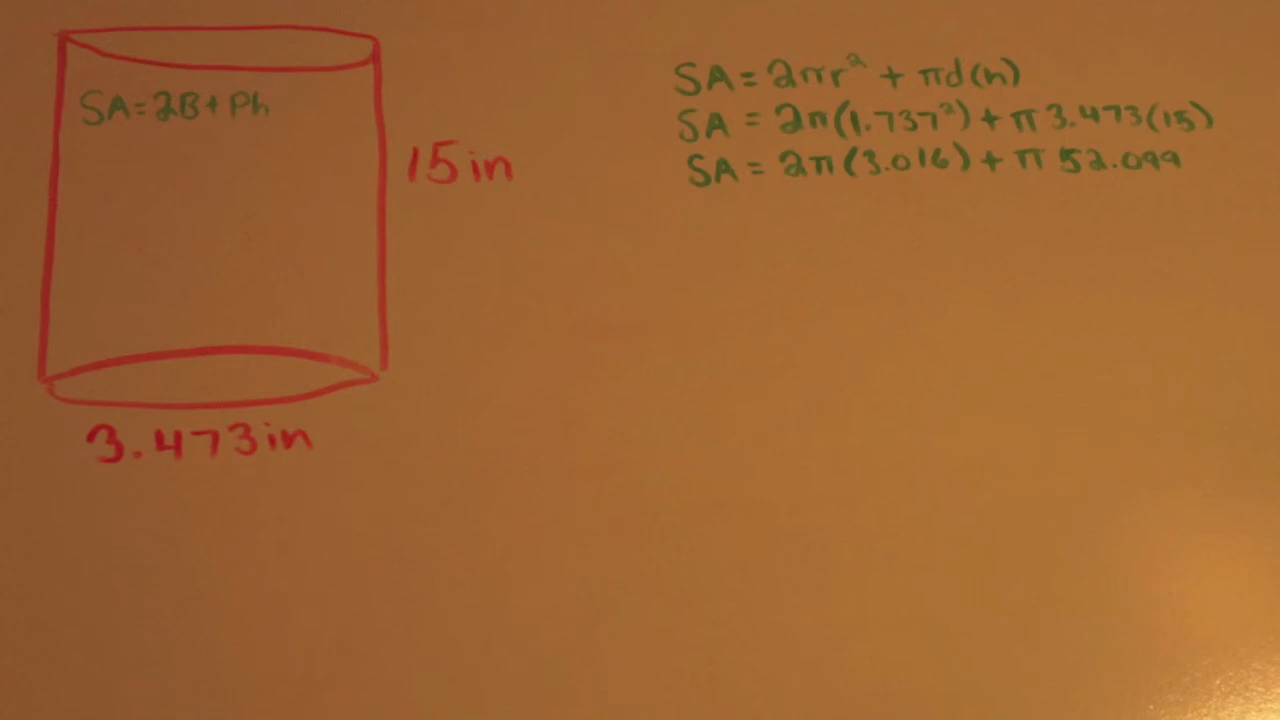 SA=2B+Ph
15in
3.473in
SA=2πr² + πd(h)
SA = 2π(1.737²)+π3.473(15)
SA = 2π(3.016)+π 52.099